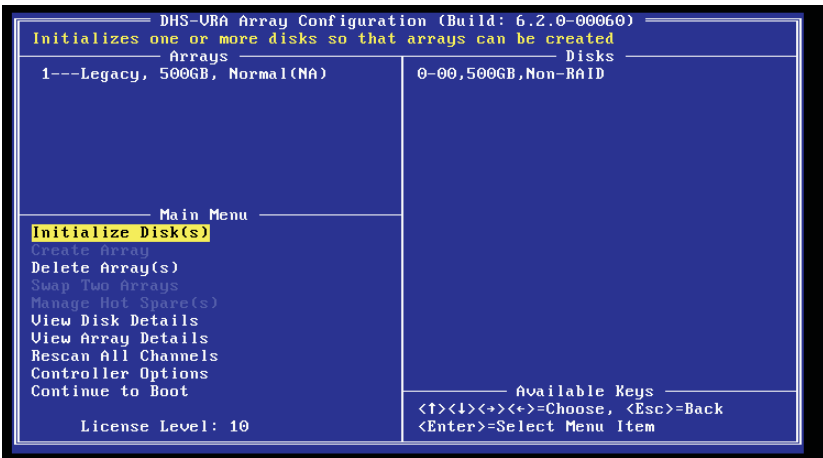 DHS-VRA Array Configuration (Build: 6.2.0-00060)
Initializes one or more disks so that arrays can be created
Arrays
1---Legacy, 500GB, Normal(NA)
Disks
0-00,500GB,Non-RAID
Main Menu
Initialize Disk(s)
Create Array
Delete Array(s)
Swap Two Arrays
Manage Hot Spare(s)
View Disk Details
View Array Details
Rescan All Channels
Controller Options
Continue to Boot
License Level: 10
Available Keys
<↑><↓><→><←>=Choose, <Esc>=Back
<Enter>=Select Menu Item